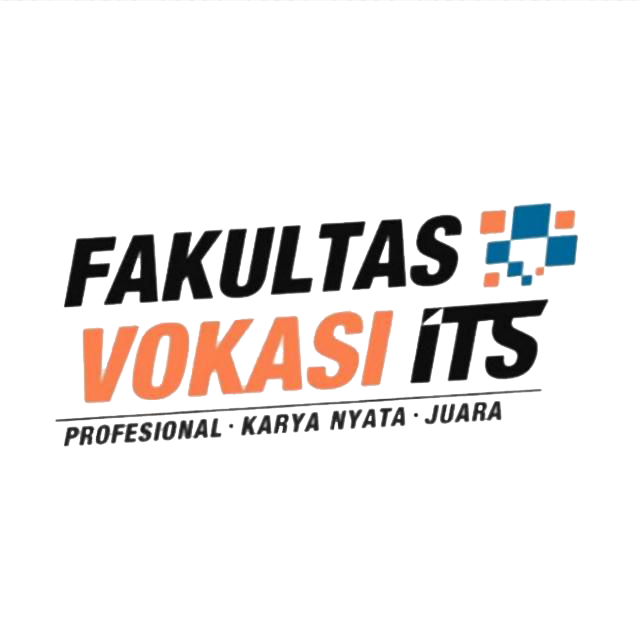 FAKULTAS
VOKASI iTS
PROFESIONAL · KARYA NYATA · JUARA